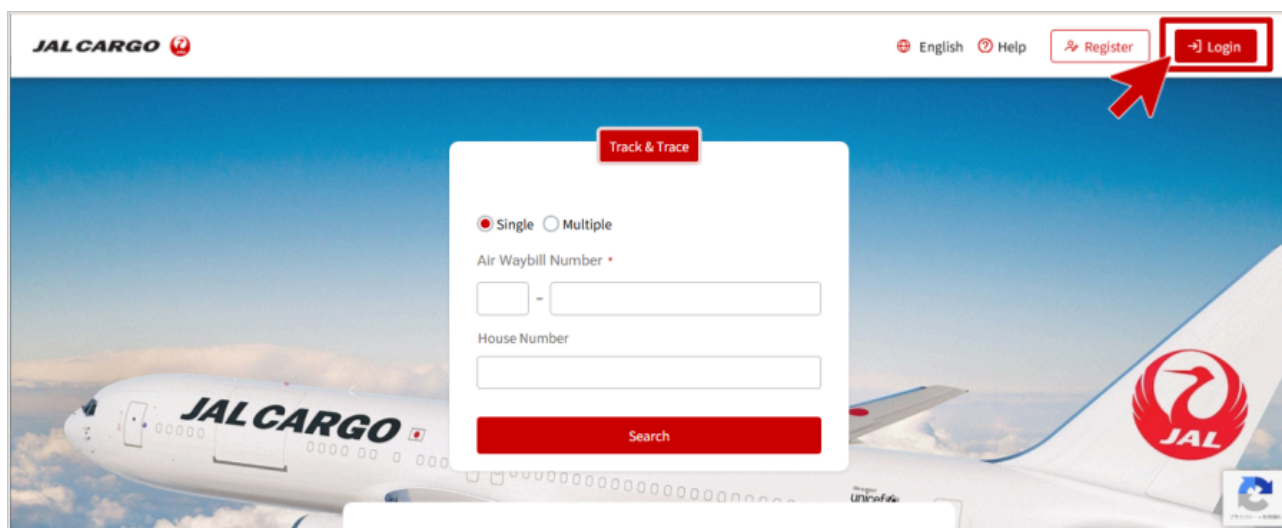 JAL CARGO
English
Help
Register
Login
Track & Trace
Single
Multiple
Air Waybill Number *
-
House Number
Search
JAL CARGO
JAL
unicef